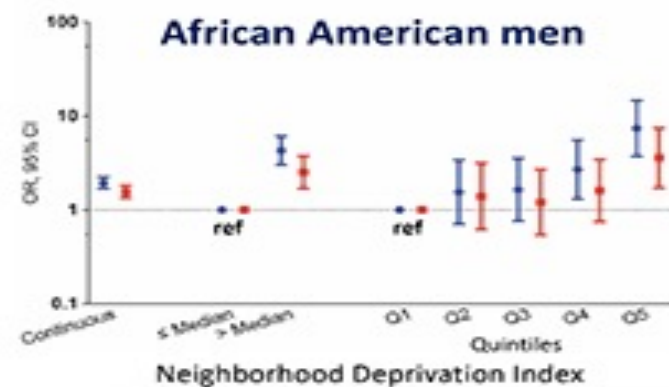 African American men
100
10
1
0.1
OR, 95% CI
ref
ref
Continuous
≤ Median
> Median
Q1
Q2
Q3
Q4
Q5
Quintiles
Neighborhood Deprivation Index